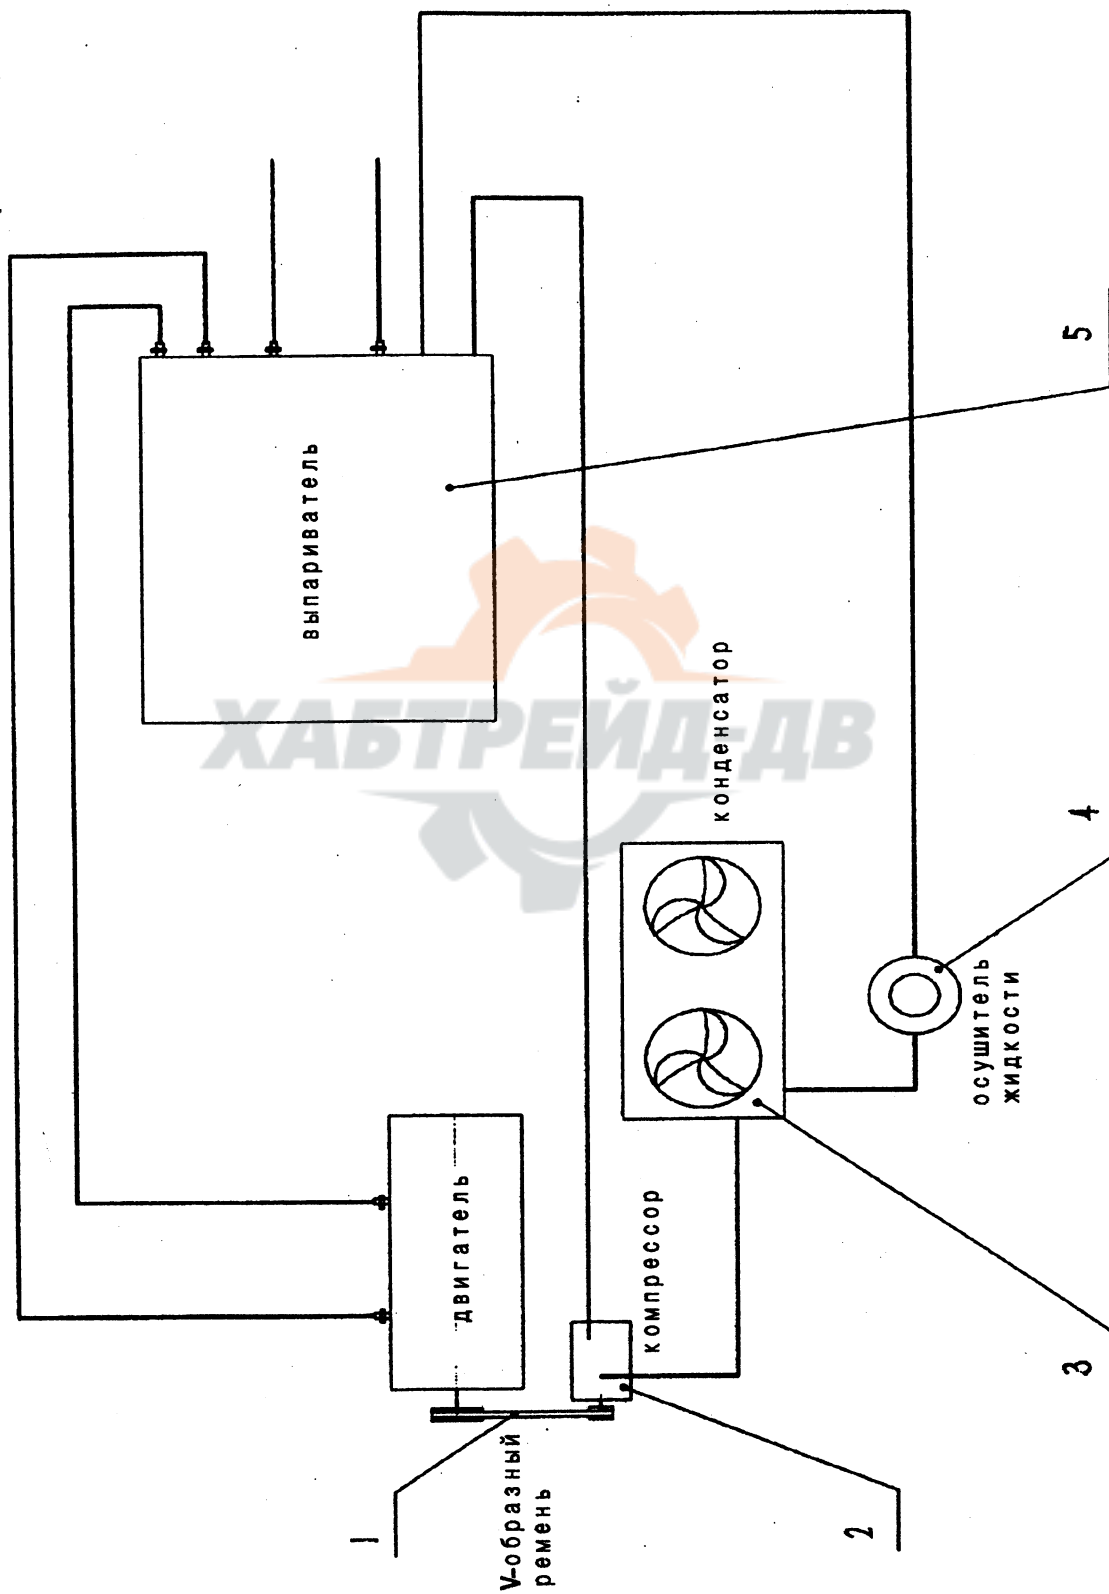 выпариватель
5
ХАБТРЕЙД-ДВ
конденсатор
4
осушитель
жидкости
двигатель
компрессор
3
V-образный
ремень
1
2